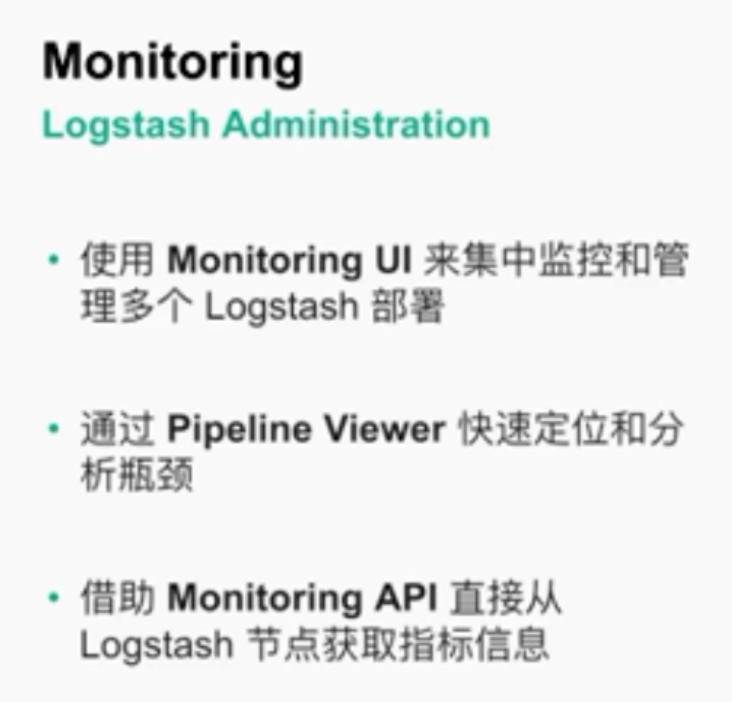 Monitoring
Logstash Administration
• 使用 Monitoring UI 来集中监控和管
理多个 Logstash 部署
• 通过 Pipeline Viewer 快速定位和分
析瓶颈
• 借助 Monitoring API 直接从
Logstash 节点获取指标信息